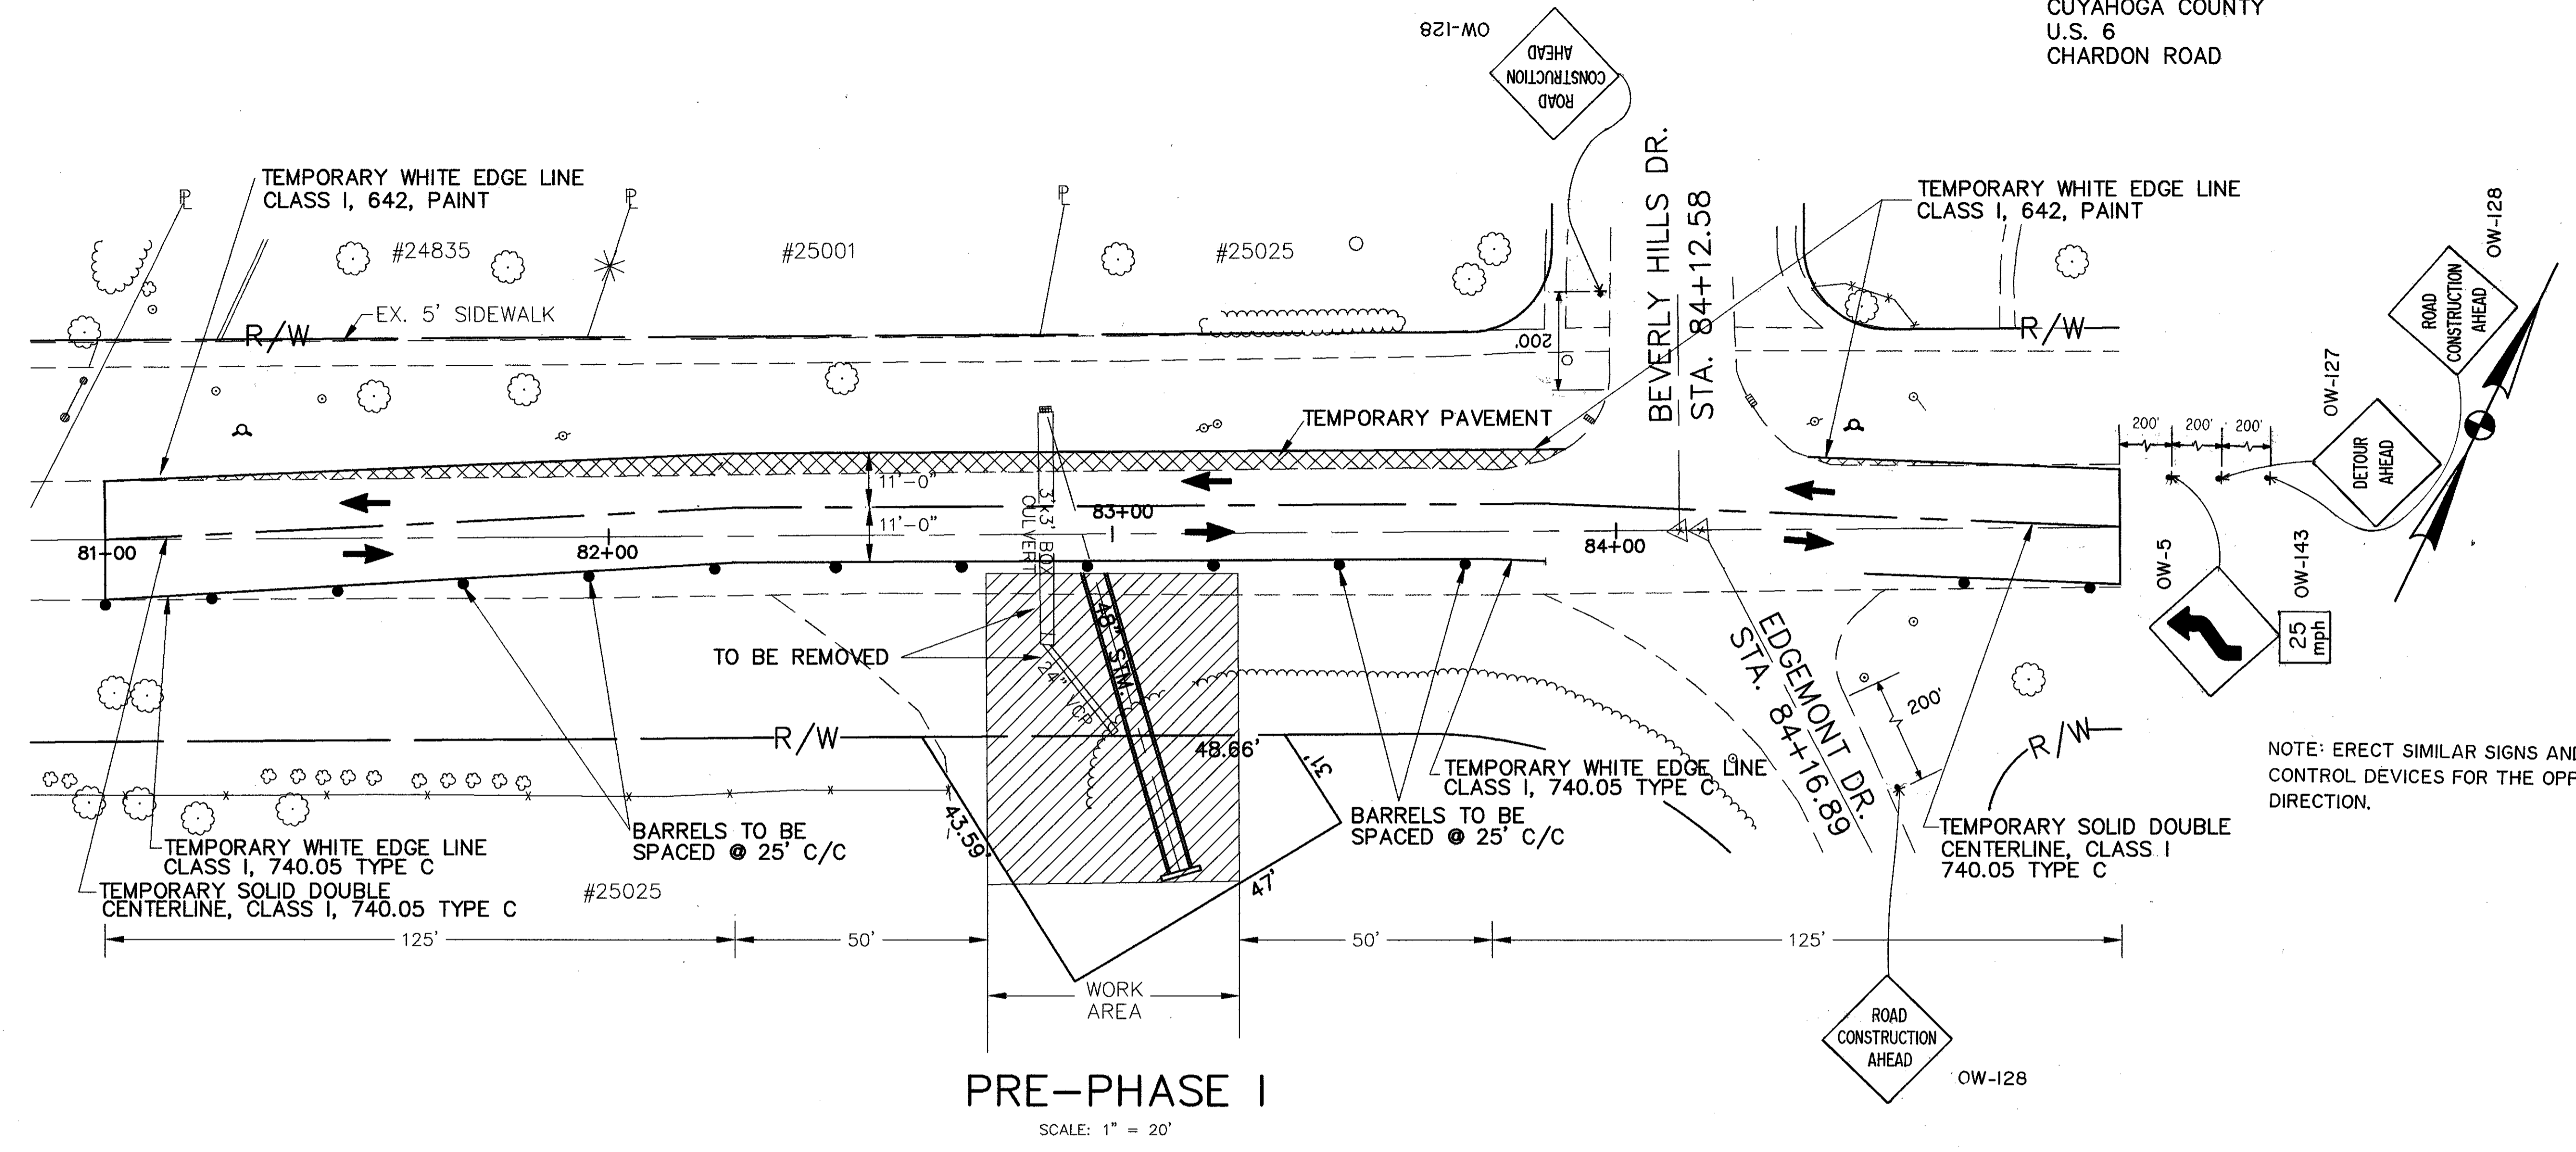 CUYAHOGA COUNTY
U.S. 6
CHARDON ROAD
OW-128
ROAD
CONSTRUCTION
AHEAD
TEMPORARY WHITE EDGE LINE
CLASS I, 642, PAINT
PL
PL
PL
#24835
#25001
#25025
EX. 5' SIDEWALK
R/W
BEVERLY HILLS DR.
STA. 84+12.58
200'
TEMPORARY WHITE EDGE LINE
CLASS I, 642, PAINT
R/W
OW-128
ROAD
CONSTRUCTION
AHEAD
OW-127
DETOUR
AHEAD
200'
200'
200'
TEMPORARY PAVEMENT
11'-0"
11'-0"
3'x3' BOX
CULVERT
81+00
82+00
83+00
84+00
OW-5
OW-143
25
mph
TO BE REMOVED
48" STM.
24" VCP
EDGEMONT DR.
STA. 84+16.89
200'
R/W
R/W
48.66'
31'
43.59'
47'
NOTE: ERECT SIMILAR SIGNS AND
CONTROL DEVICES FOR THE OPP
DIRECTION.
TEMPORARY WHITE EDGE LINE
CLASS I, 740.05 TYPE C
TEMPORARY SOLID DOUBLE
CENTERLINE, CLASS I, 740.05 TYPE C
BARRELS TO BE
SPACED @ 25' C/C
#25025
TEMPORARY WHITE EDGE LINE
CLASS I, 740.05 TYPE C
BARRELS TO BE
SPACED @ 25' C/C
TEMPORARY SOLID DOUBLE
CENTERLINE, CLASS I
740.05 TYPE C
125'
50'
50'
125'
WORK
AREA
ROAD
CONSTRUCTION
AHEAD
OW-128
PRE-PHASE I
SCALE: 1" = 20'